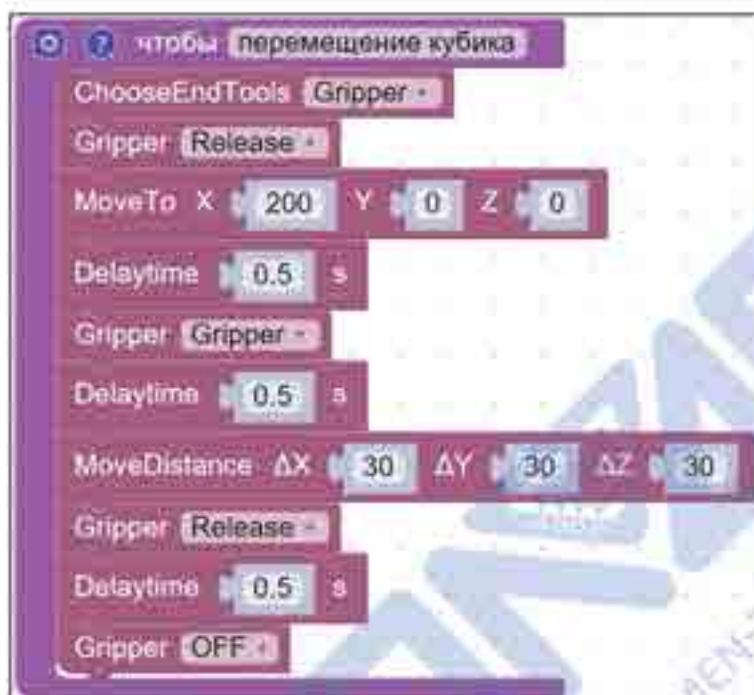 чтобы перемещение кубика
ChooseEndTools Gripper
Gripper Release
MoveTo X 200 Y 0 Z 0
Delaytime 0.5 s
Gripper Gripper
Delaytime 0.5 s
MoveDistance ΔX 30 ΔY 30 ΔZ 30
Gripper Release
Delaytime 0.5 s
Gripper OFF